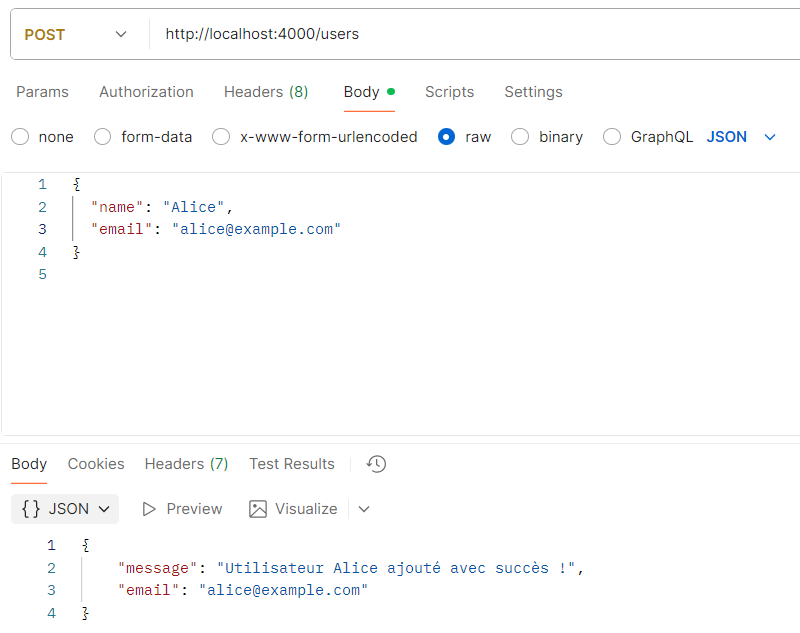 POST http://localhost:4000/users
Params Authorization Headers (8) Body Scripts Settings
none form-data x-www-form-urlencoded raw binary GraphQL JSON
1 {
2 "name": "Alice",
3 "email": "alice@example.com"
4 }
5
Body Cookies Headers (7) Test Results
{} JSON Preview Visualize
1 {
2 "message": "Utilisateur Alice ajouté avec succès !",
3 "email": "alice@example.com"
4 }